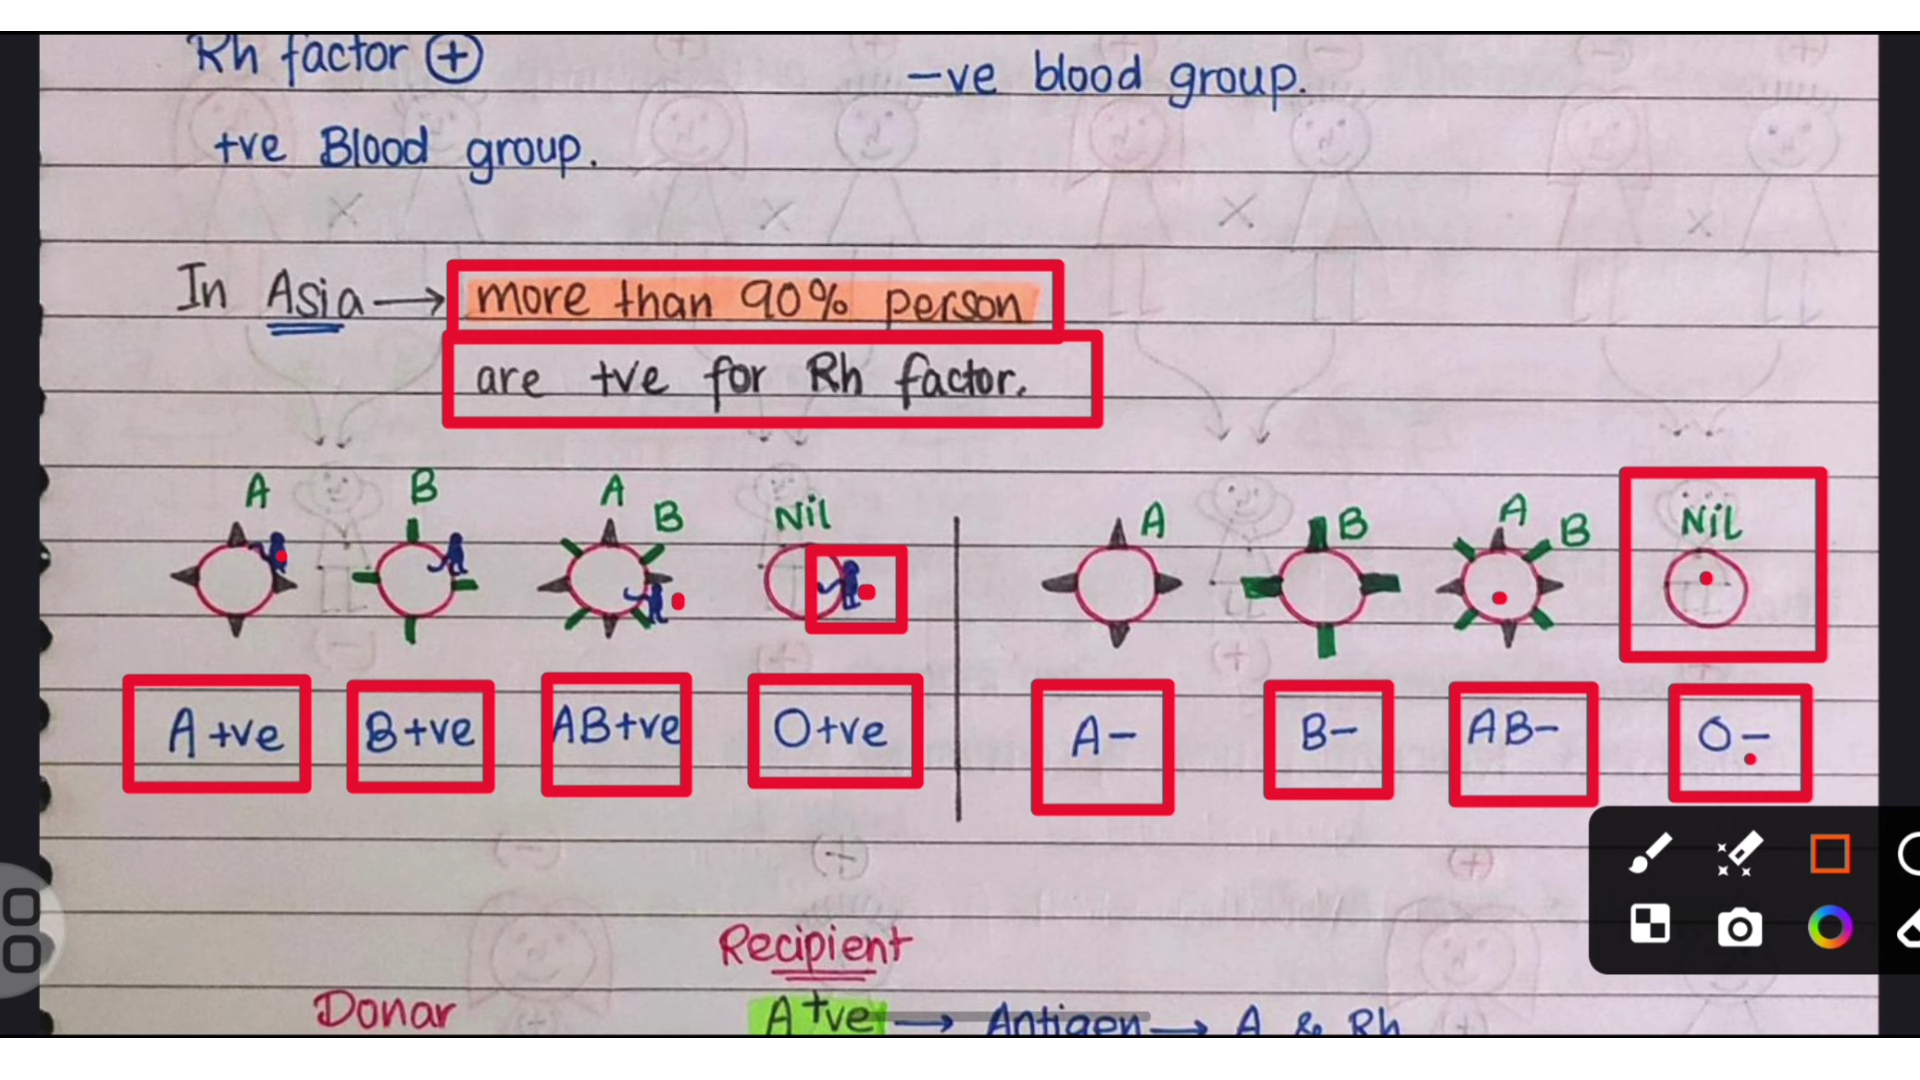 Rh factor ⊕
-ve blood group.
+ve Blood group.
In Asia → more than 90% person
are +ve for Rh factor.
A B A B Nil A B A B Nil
A +ve B+ve AB+ve O+ve A- B- AB- O-
Recipient
Donar
A+ve → Antigen → A & Rh